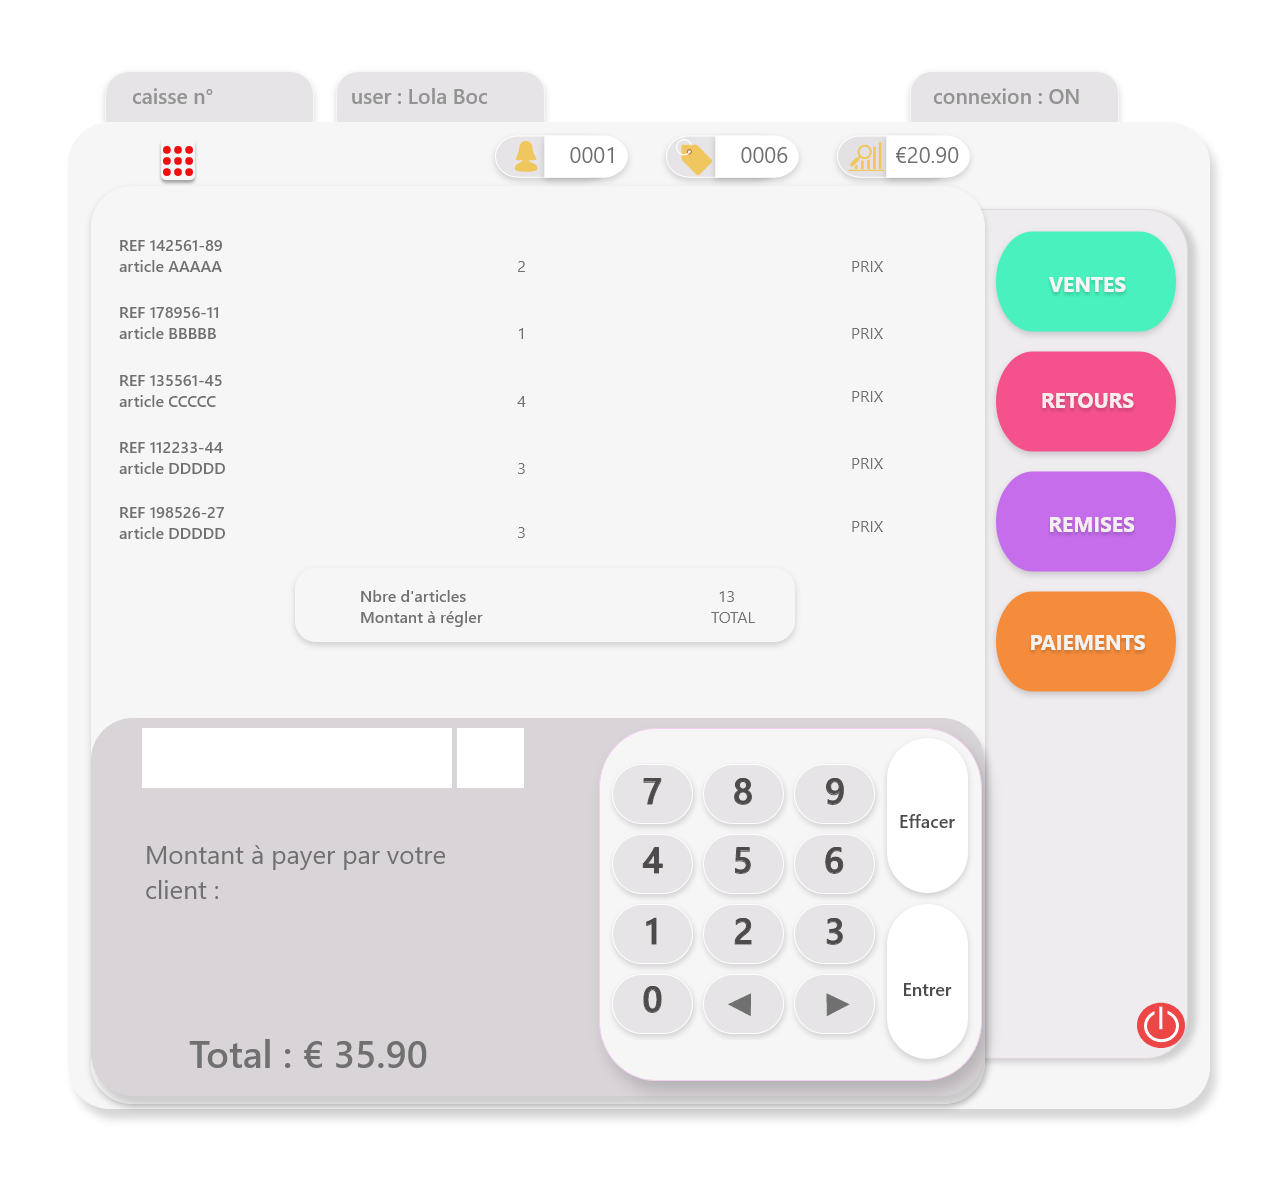 caisse n°
user : Lola Boc
connexion : ON
0001
0006
€20.90
REF 142561-89
article AAAAA 2 PRIX
REF 178956-11
article BBBBB 1 PRIX
REF 135561-45
article CCCCC 4 PRIX
REF 112233-44
article DDDDD 3 PRIX
REF 198526-27
article DDDDD 3 PRIX
Nbre d'articles 13
Montant à régler TOTAL
VENTES
RETOURS
REMISES
PAIEMENTS
Montant à payer par votre
client :
Total : € 35.90
7 8 9
4 5 6
1 2 3
0 ◀ ▶
Effacer
Entrer